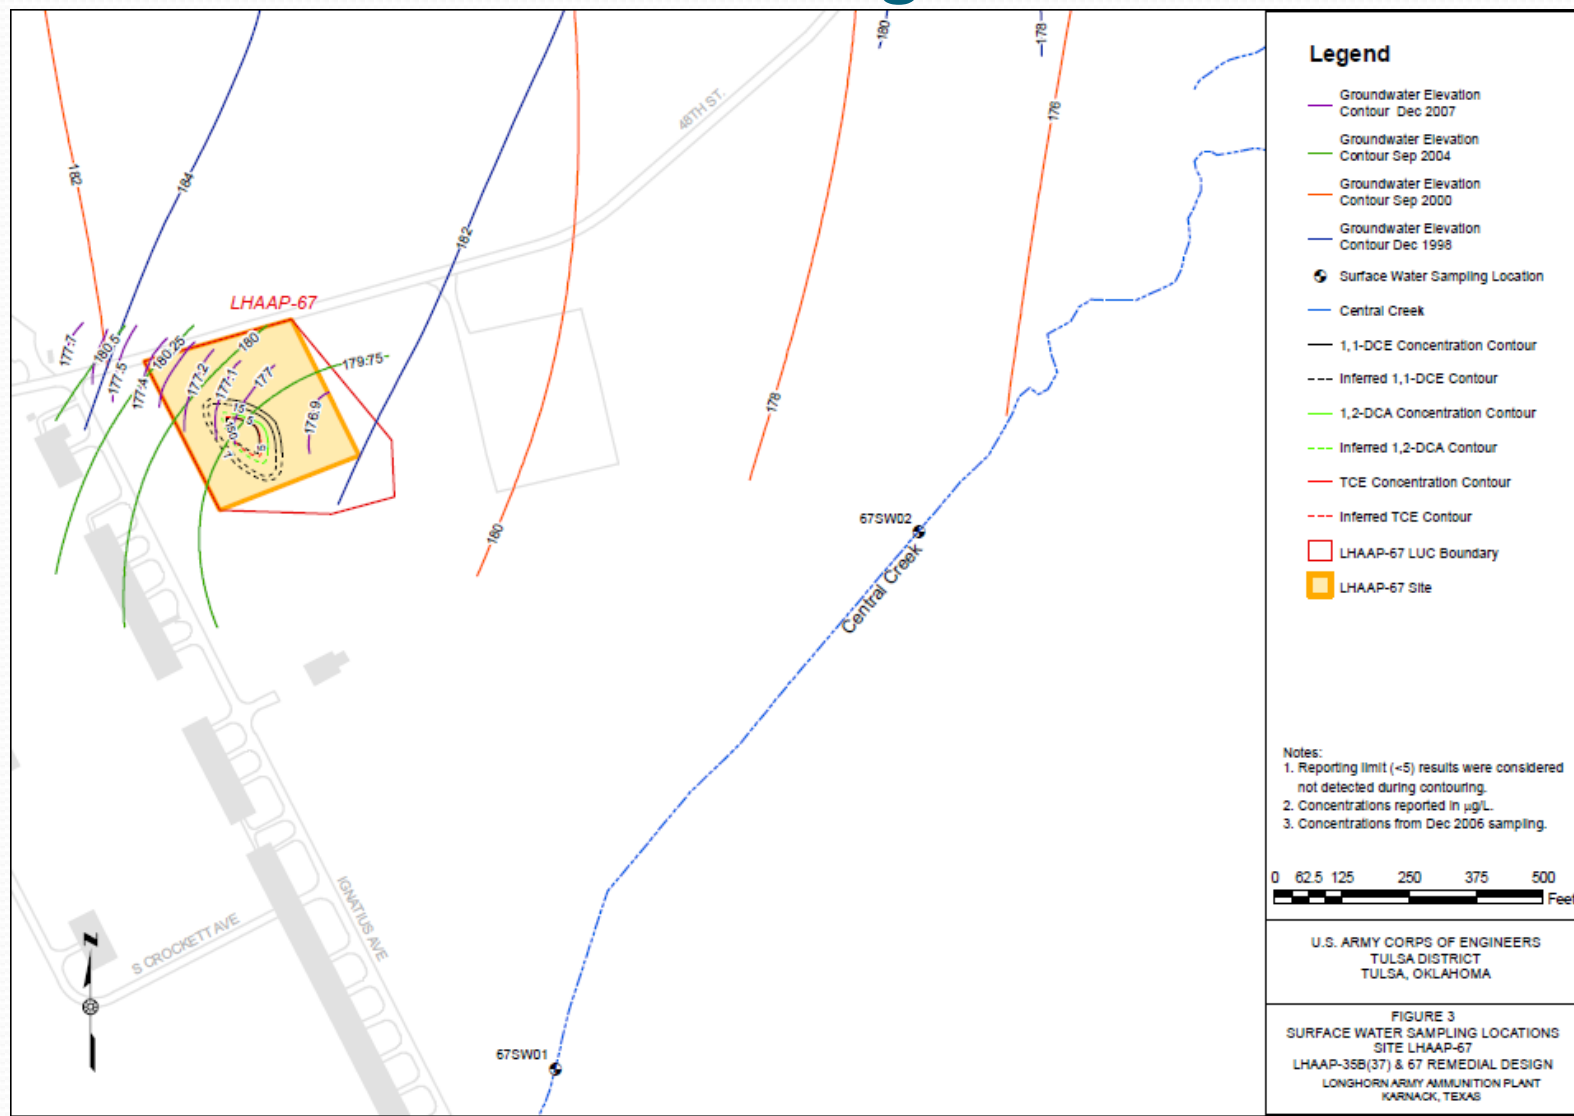 180
178
182
184
182
176
48TH ST.
LHAAP-67
177.7
180.5
177.5
177.4
180.25
177.2
180
177.1
177
179.75
176.9
15
5
150
5
7
178
180
67SW02
Central Creek
67SW01
IGNATIUS AVE
S CROCKETT AVE
Legend
Groundwater Elevation
Contour Dec 2007
Groundwater Elevation
Contour Sep 2004
Groundwater Elevation
Contour Sep 2000
Groundwater Elevation
Contour Dec 1998
Surface Water Sampling Location
Central Creek
1,1-DCE Concentration Contour
Inferred 1,1-DCE Contour
1,2-DCA Concentration Contour
Inferred 1,2-DCA Contour
TCE Concentration Contour
Inferred TCE Contour
LHAAP-67 LUC Boundary
LHAAP-67 Site
Notes:
1. Reporting limit (<5) results were considered
not detected during contouring.
2. Concentrations reported in µg/L.
3. Concentrations from Dec 2006 sampling.
0 62.5 125 250 375 500
Feet
U.S. ARMY CORPS OF ENGINEERS
TULSA DISTRICT
TULSA, OKLAHOMA
FIGURE 3
SURFACE WATER SAMPLING LOCATIONS
SITE LHAAP-67
LHAAP-35B(37) & 67 REMEDIAL DESIGN
LONGHORN ARMY AMMUNITION PLANT
KARNACK, TEXAS
N